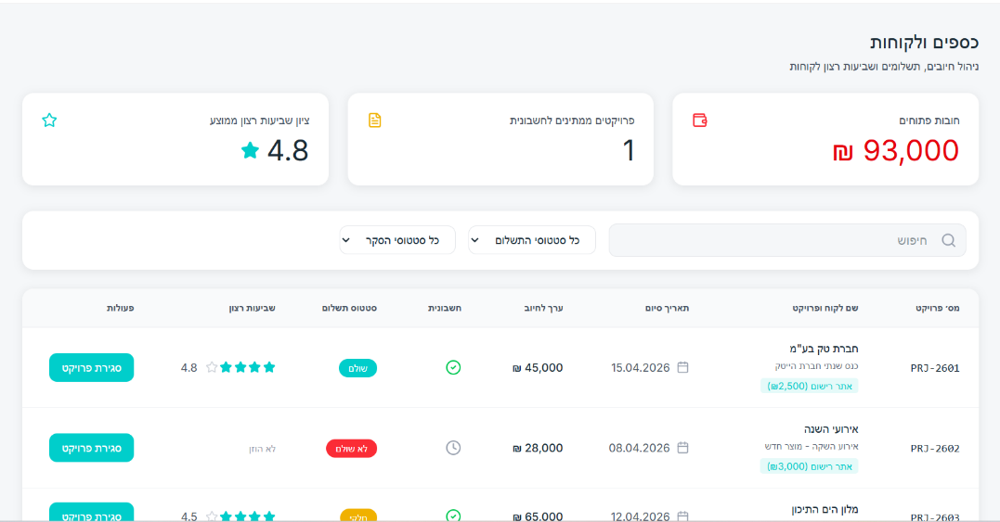 כספים ולקוחות
ניהול חיובים, תשלומים ושביעות רצון לקוחות
חובות פתוחים
93,000 ₪
פרויקטים ממתינים לחשבונית
1
ציון שביעות רצון ממוצע
4.8
חיפוש
כל סטטוסי התשלום
כל סטטוסי הסקר
מס׳ פרויקט שם לקוח ופרויקט תאריך סיום ערך לחיוב חשבונית סטטוס תשלום שביעות רצון פעולות
PRJ-2601 חברת טק בע"מ 15.04.2026 45,000 ₪ שולם 4.8 סגירת פרויקט
כנס שנתי חברת הייטק
אתר רישום (₪2,500)
PRJ-2602 אירועי השנה 08.04.2026 28,000 ₪ לא שולם לא הוזן סגירת פרויקט
אירוע השקה - מוצר חדש
אתר רישום (₪3,000)
PRJ-2603 מלון הים התיכון 12.04.2026 65,000 ₪ חלקי 4.5 סגירת פרויקט